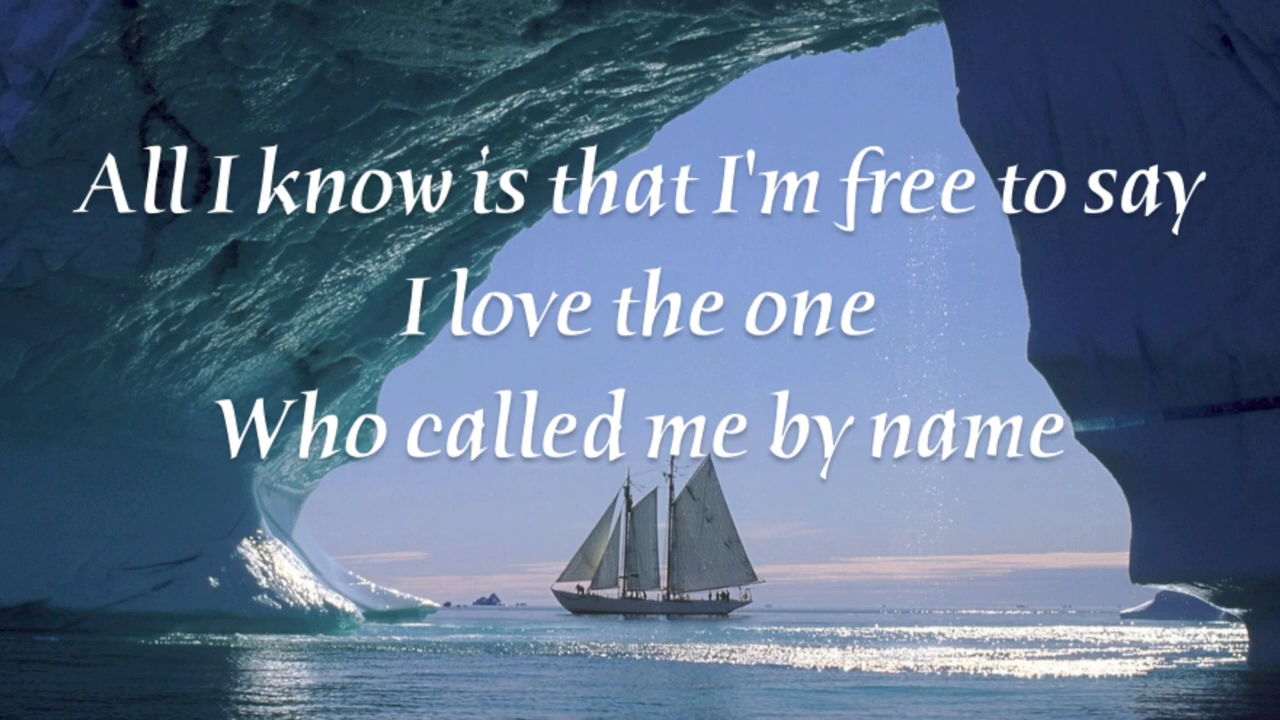 All I know is that I'm free to say
I love the one
Who called me by name